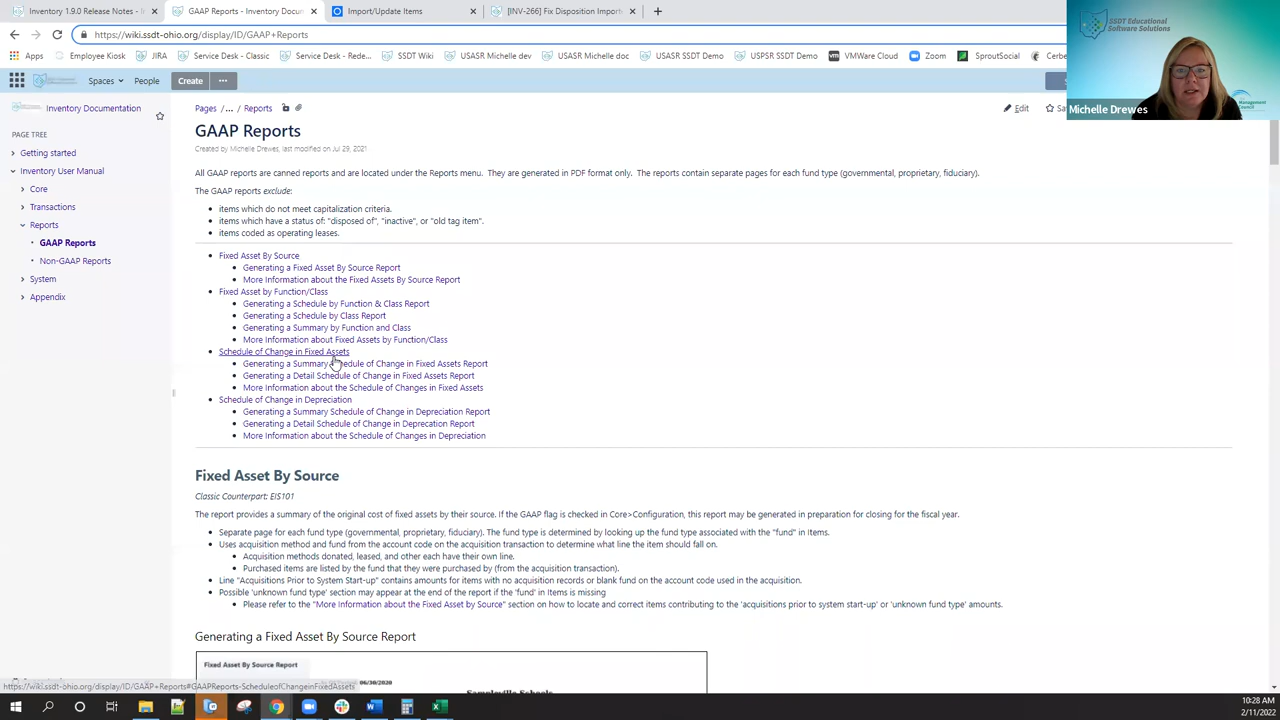 Inventory 1.9.0 Release Notes - In
GAAP Reports - Inventory Docum
Import/Update Items
[INV-266] Fix Disposition Import
https://wiki.ssdt-ohio.org/display/ID/GAAP+Reports
Apps
Employee Kiosk
JIRA
Service Desk - Classic
Service Desk - Rede...
SSDT Wiki
USASR Michelle dev
USASR Michelle doc
USASR SSDT Demo
USPSR SSDT Demo
VMWare Cloud
Zoom
SproutSocial
Cerbe
Spaces
People
Create
SSDT Educational
Software Solutions
Management
Council
Michelle Drewes
Inventory Documentation
PAGE TREE
Getting started
Inventory User Manual
Core
Transactions
Reports
GAAP Reports
Non-GAAP Reports
System
Appendix
Pages /... / Reports
Edit
GAAP Reports
Created by Michelle Drewes, last modified on Jul 29, 2021
All GAAP reports are canned reports and are located under the Reports menu. They are generated in PDF format only. The reports contain separate pages for each fund type (governmental, proprietary, fiduciary).
The GAAP reports exclude:
items which do not meet capitalization criteria.
items which have a status of: "disposed of", "inactive", or "old tag item".
items coded as operating leases.
Fixed Asset By Source
Generating a Fixed Asset By Source Report
More Information about the Fixed Assets By Source Report
Fixed Asset by Function/Class
Generating a Schedule by Function & Class Report
Generating a Schedule by Class Report
Generating a Summary by Function and Class
More Information about Fixed Assets by Function/Class
Schedule of Change in Fixed Assets
Generating a Summary Schedule of Change in Fixed Assets Report
Generating a Detail Schedule of Change in Fixed Assets Report
More Information about the Schedule of Changes in Fixed Assets
Schedule of Change in Depreciation
Generating a Summary Schedule of Change in Depreciation Report
Generating a Detail Schedule of Change in Deprecation Report
More Information about the Schedule of Changes in Depreciation
Fixed Asset By Source
Classic Counterpart: EIS101
The report provides a summary of the original cost of fixed assets by their source. If the GAAP flag is checked in Core>Configuration, this report may be generated in preparation for closing for the fiscal year.
Separate page for each fund type (governmental, proprietary, fiduciary). The fund type is determined by looking up the fund type associated with the "fund" in Items.
Uses acquisition method and fund from the account code on the acquisition transaction to determine what line the item should fall on.
Acquisition methods donated, leased, and other each have their own line.
Purchased items are listed by the fund that they were purchased by (from the acquisition transaction).
Line "Acquisitions Prior to System Start-up" contains amounts for items with no acquisition records or blank fund on the account code used in the acquisition.
Possible 'unknown fund type' section may appear at the end of the report if the 'fund' in Items is missing
Please refer to the "More Information about the Fixed Asset by Source" section on how to locate and correct items contributing to the 'acquisitions prior to system start-up' or 'unknown fund type' amounts.
Generating a Fixed Asset By Source Report
Fixed Asset By Source Report
06/30/2020
Sampleville Schools
https://wiki.ssdt-ohio.org/display/ID/GAAP+Reports#GAAPReports-ScheduleofChangeinFixedAssets
10:28 AM
2/11/2022